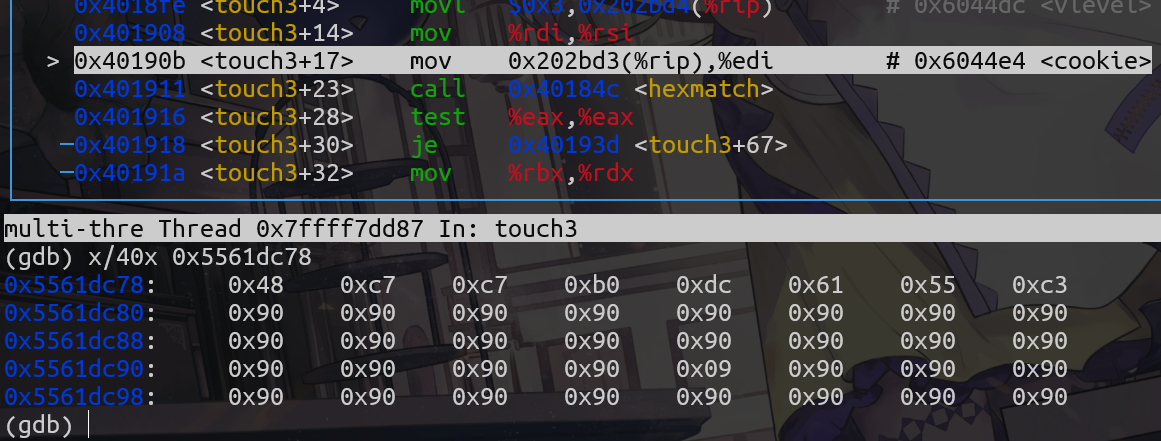 0x4018fe <touch3+4> movl $0x3,0x202bd4(%rip) # 0x6044dc <vlevel>
0x401908 <touch3+14> mov %rdi,%rsi
> 0x40190b <touch3+17> mov 0x202bd3(%rip),%edi # 0x6044e4 <cookie>
0x401911 <touch3+23> call 0x40184c <hexmatch>
0x401916 <touch3+28> test %eax,%eax
0x401918 <touch3+30> je 0x40193d <touch3+67>
0x40191a <touch3+32> mov %rbx,%rdx
multi-thre Thread 0x7ffff7dd87 In: touch3
(gdb) x/40x 0x5561dc78
0x5561dc78: 0x48 0xc7 0xc7 0xb0 0xdc 0x61 0x55 0xc3
0x5561dc80: 0x90 0x90 0x90 0x90 0x90 0x90 0x90 0x90
0x5561dc88: 0x90 0x90 0x90 0x90 0x90 0x90 0x90 0x90
0x5561dc90: 0x90 0x90 0x90 0x90 0x09 0x90 0x90 0x90
0x5561dc98: 0x90 0x90 0x90 0x90 0x90 0x90 0x90 0x90
(gdb)